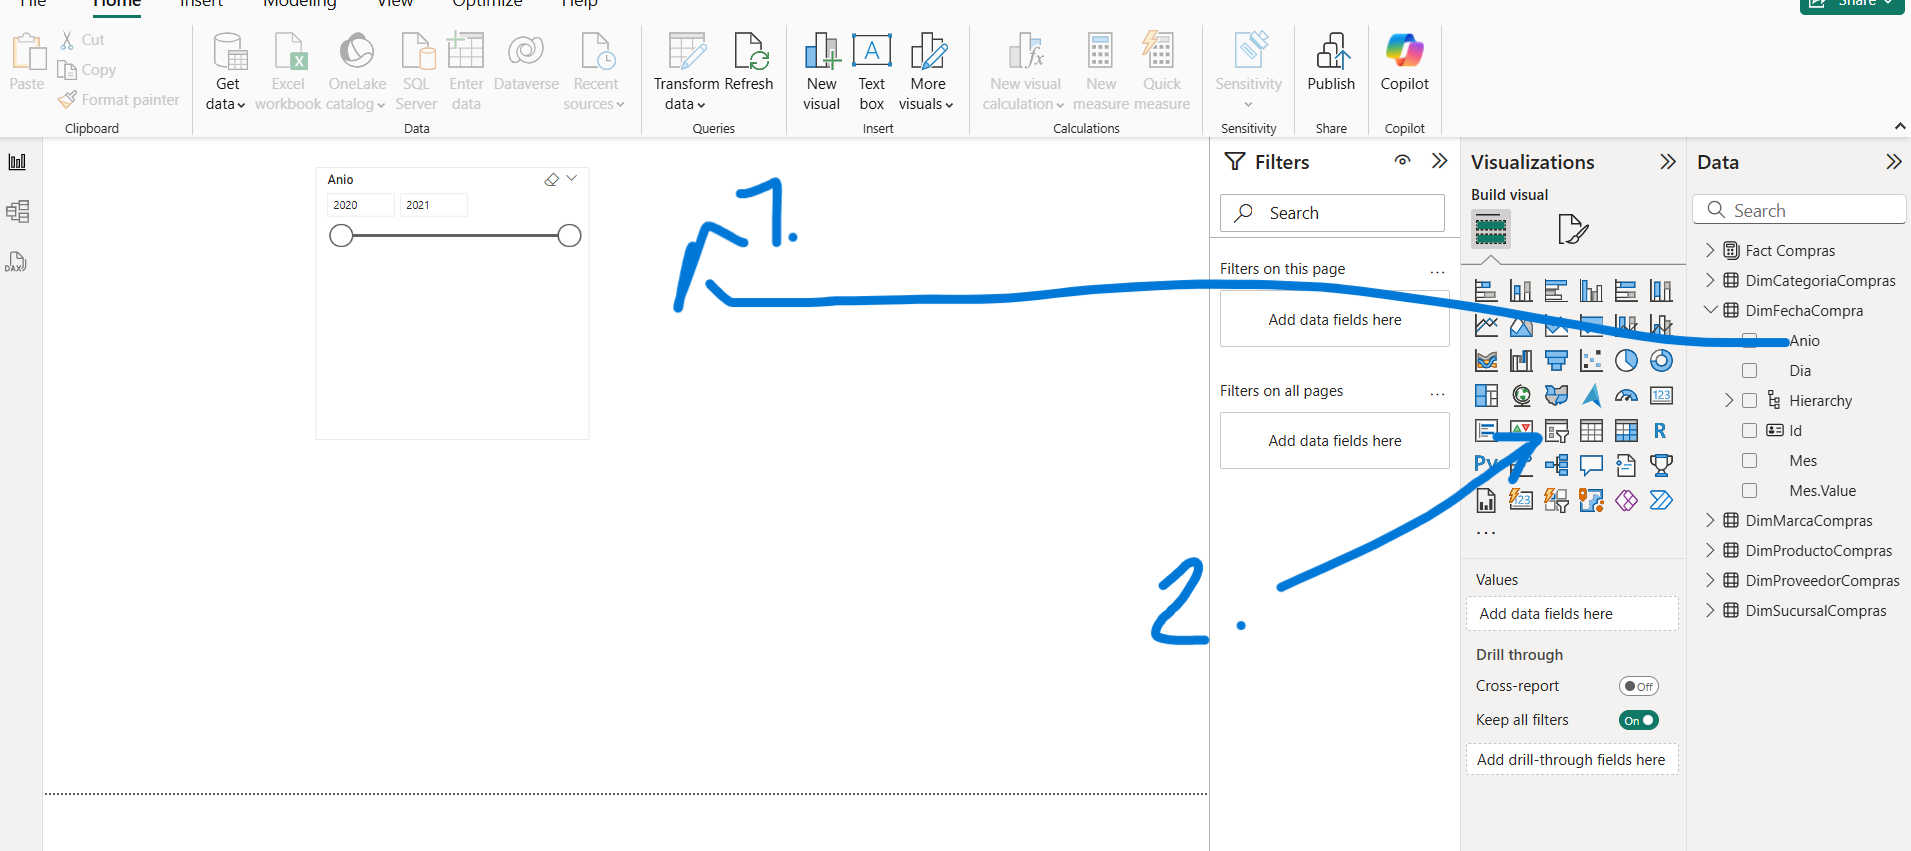 File Home Insert Modeling View Optimize Help Share
Paste
Cut
Copy
Format painter
Clipboard
Get data
Excel workbook
OneLake catalog
SQL Server
Enter data
Dataverse
Recent sources
Data
Transform data
Refresh
Queries
New visual
Text box
More visuals
Insert
New visual calculation
New measure
Quick measure
Calculations
Sensitivity
Sensitivity
Publish
Share
Copilot
Copilot
Anio
2020 2021
1.
2.
Filters
Search
Filters on this page ...
Add data fields here
Filters on all pages ...
Add data fields here
Visualizations
Build visual
123
R
Py
123
...
Values
Add data fields here
Drill through
Cross-report Off
Keep all filters On
Add drill-through fields here
Data
Search
Fact Compras
DimCategoriaCompras
DimFechaCompra
Anio
Dia
Hierarchy
Id
Mes
Mes.Value
DimMarcaCompras
DimProductoCompras
DimProveedorCompras
DimSucursalCompras
DAX